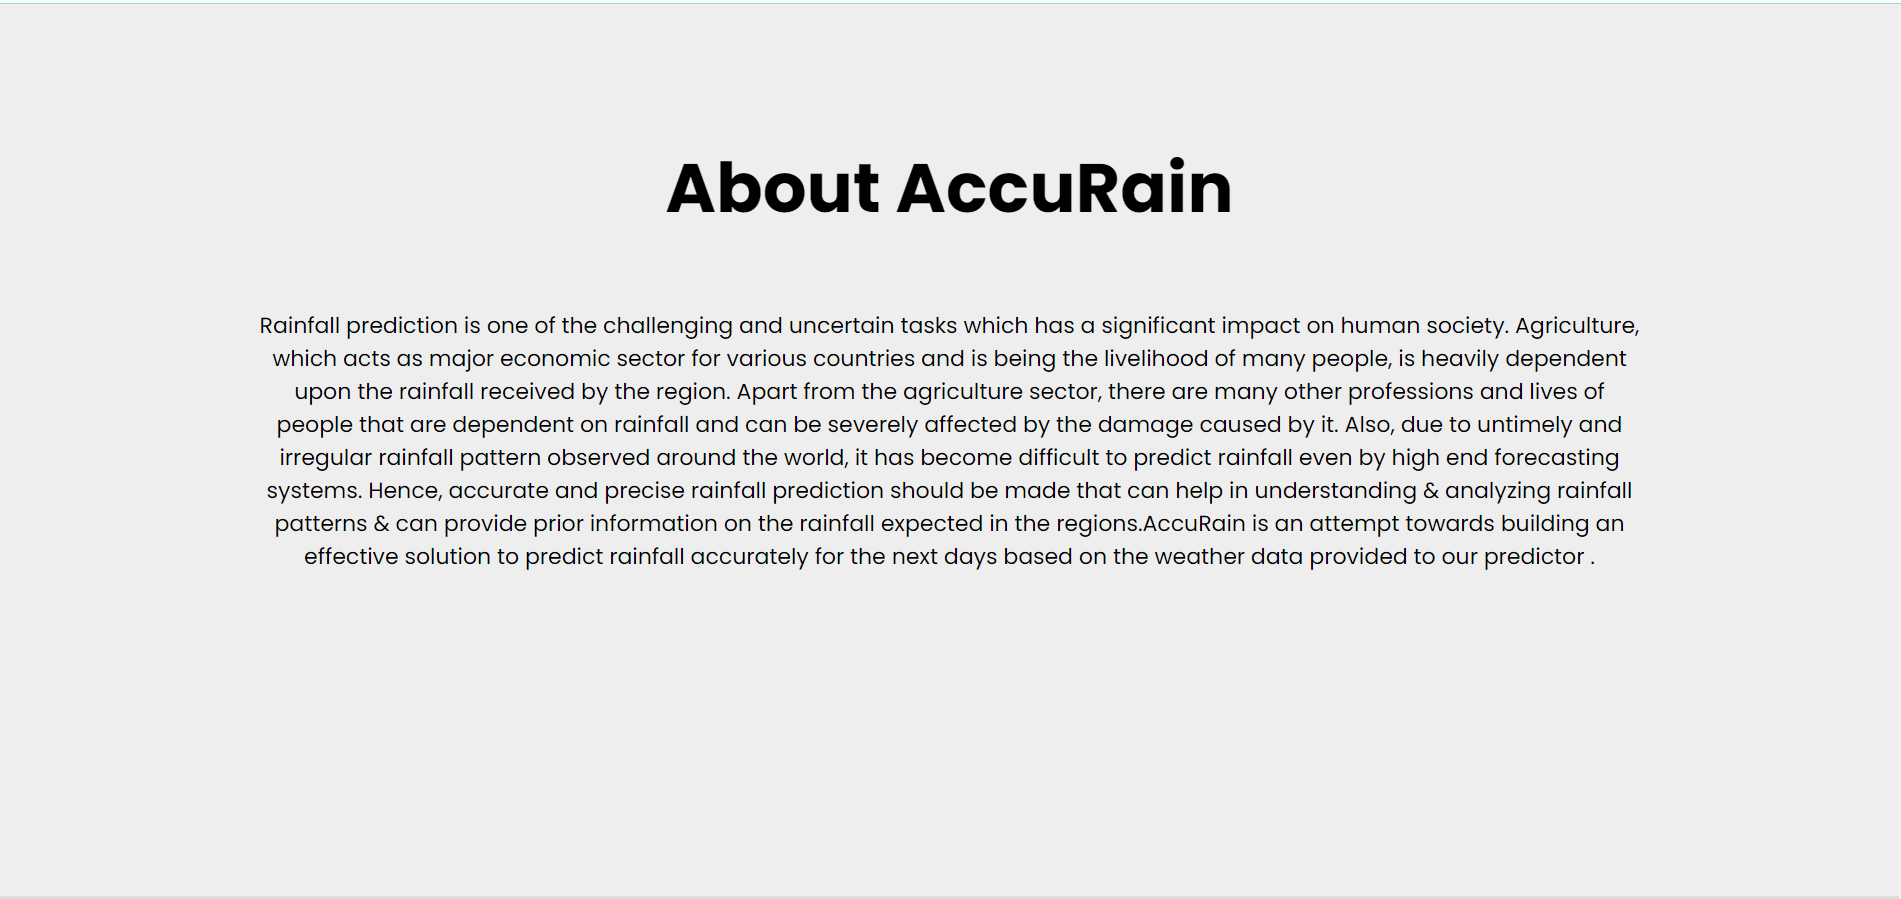 About AccuRain
Rainfall prediction is one of the challenging and uncertain tasks which has a significant impact on human society. Agriculture,
which acts as major economic sector for various countries and is being the livelihood of many people, is heavily dependent
upon the rainfall received by the region. Apart from the agriculture sector, there are many other professions and lives of
people that are dependent on rainfall and can be severely affected by the damage caused by it. Also, due to untimely and
irregular rainfall pattern observed around the world, it has become difficult to predict rainfall even by high end forecasting
systems. Hence, accurate and precise rainfall prediction should be made that can help in understanding & analyzing rainfall
patterns & can provide prior information on the rainfall expected in the regions.AccuRain is an attempt towards building an
effective solution to predict rainfall accurately for the next days based on the weather data provided to our predictor .